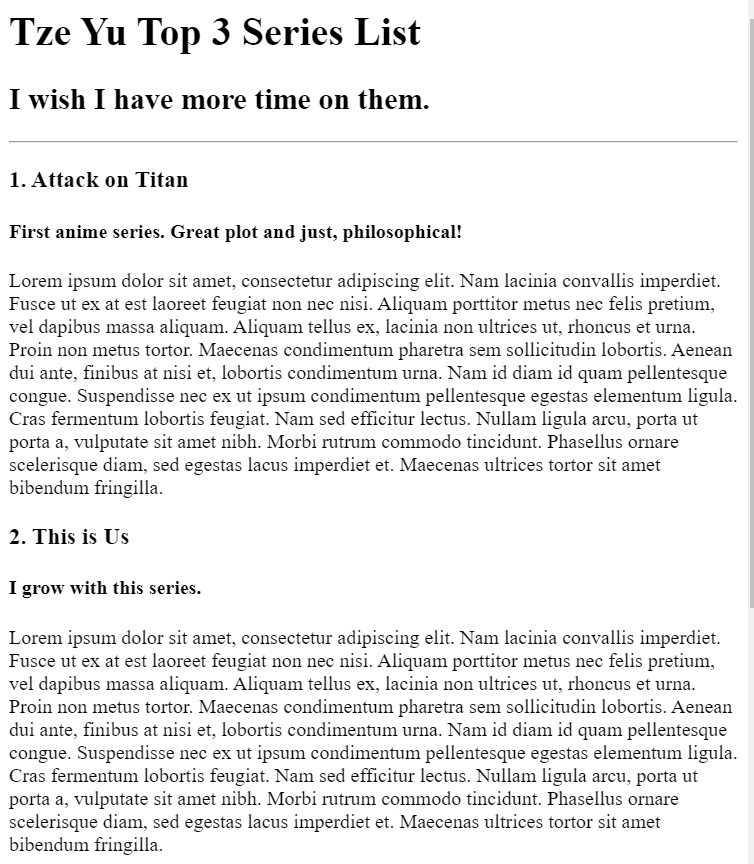 Tze Yu Top 3 Series List
I wish I have more time on them.
1. Attack on Titan
First anime series. Great plot and just, philosophical!
Lorem ipsum dolor sit amet, consectetur adipiscing elit. Nam lacinia convallis imperdiet.
Fusce ut ex at est laoreet feugiat non nec nisi. Aliquam porttitor metus nec felis pretium,
vel dapibus massa aliquam. Aliquam tellus ex, lacinia non ultrices ut, rhoncus et urna.
Proin non metus tortor. Maecenas condimentum pharetra sem sollicitudin lobortis. Aenean
dui ante, finibus at nisi et, lobortis condimentum urna. Nam id diam id quam pellentesque
congue. Suspendisse nec ex ut ipsum condimentum pellentesque egestas elementum ligula.
Cras fermentum lobortis feugiat. Nam sed efficitur lectus. Nullam ligula arcu, porta ut
porta a, vulputate sit amet nibh. Morbi rutrum commodo tincidunt. Phasellus ornare
scelerisque diam, sed egestas lacus imperdiet et. Maecenas ultrices tortor sit amet
bibendum fringilla.
2. This is Us
I grow with this series.
Lorem ipsum dolor sit amet, consectetur adipiscing elit. Nam lacinia convallis imperdiet.
Fusce ut ex at est laoreet feugiat non nec nisi. Aliquam porttitor metus nec felis pretium,
vel dapibus massa aliquam. Aliquam tellus ex, lacinia non ultrices ut, rhoncus et urna.
Proin non metus tortor. Maecenas condimentum pharetra sem sollicitudin lobortis. Aenean
dui ante, finibus at nisi et, lobortis condimentum urna. Nam id diam id quam pellentesque
congue. Suspendisse nec ex ut ipsum condimentum pellentesque egestas elementum ligula.
Cras fermentum lobortis feugiat. Nam sed efficitur lectus. Nullam ligula arcu, porta ut
porta a, vulputate sit amet nibh. Morbi rutrum commodo tincidunt. Phasellus ornare
scelerisque diam, sed egestas lacus imperdiet et. Maecenas ultrices tortor sit amet
bibendum fringilla.